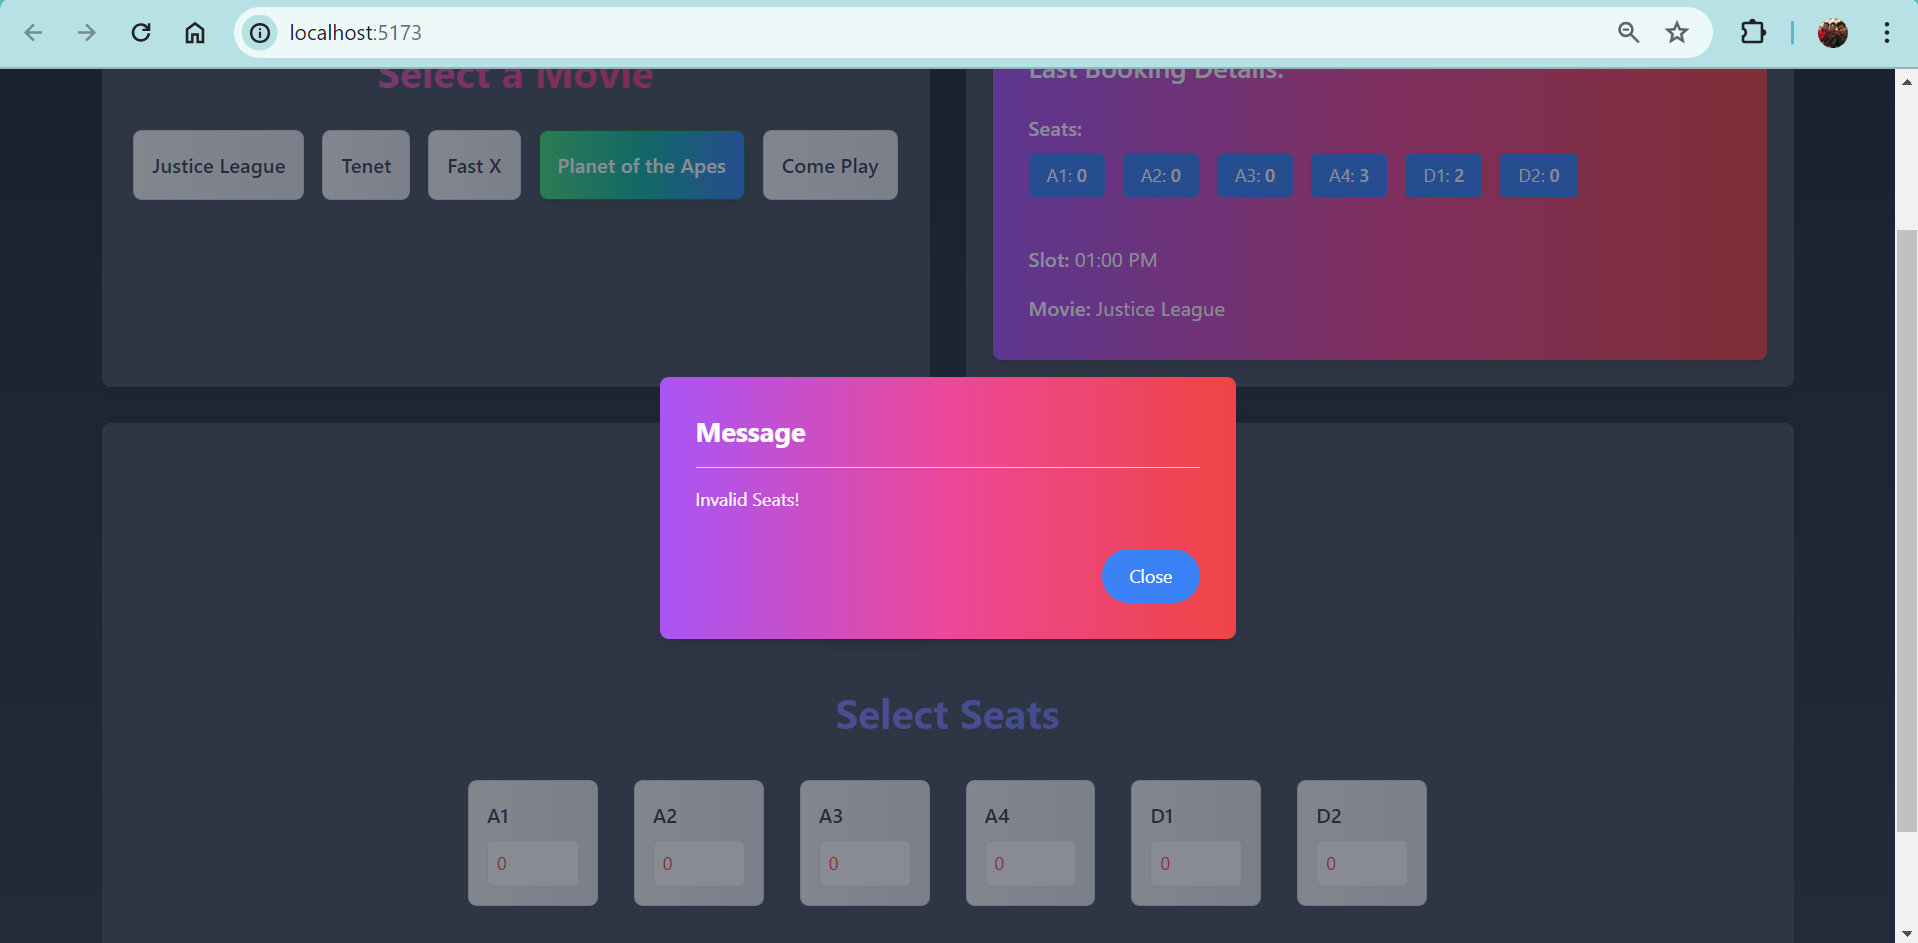 localhost:5173
Select a Movie
Justice League
Tenet
Fast X
Planet of the Apes
Come Play
Last Booking Details:
Seats:
A1: 0
A2: 0
A3: 0
A4: 3
D1: 2
D2: 0
Slot: 01:00 PM
Movie: Justice League
Message
Invalid Seats!
Close
Select Seats
A1
A2
A3
A4
D1
D2
0
0
0
0
0
0